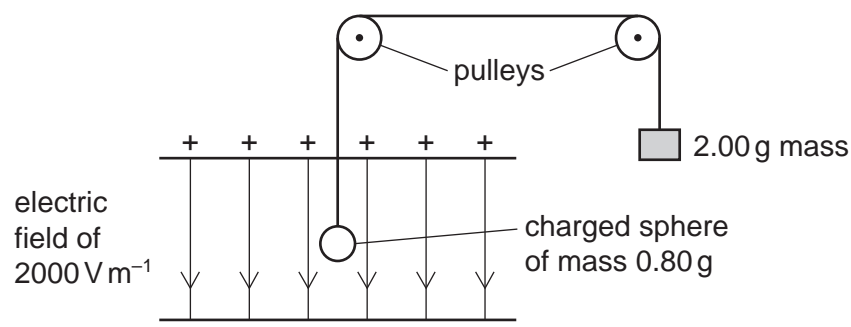 pulleys
+ + + + + +
2.00 g mass
electric
field of
2000 V m⁻¹
charged sphere
of mass 0.80 g